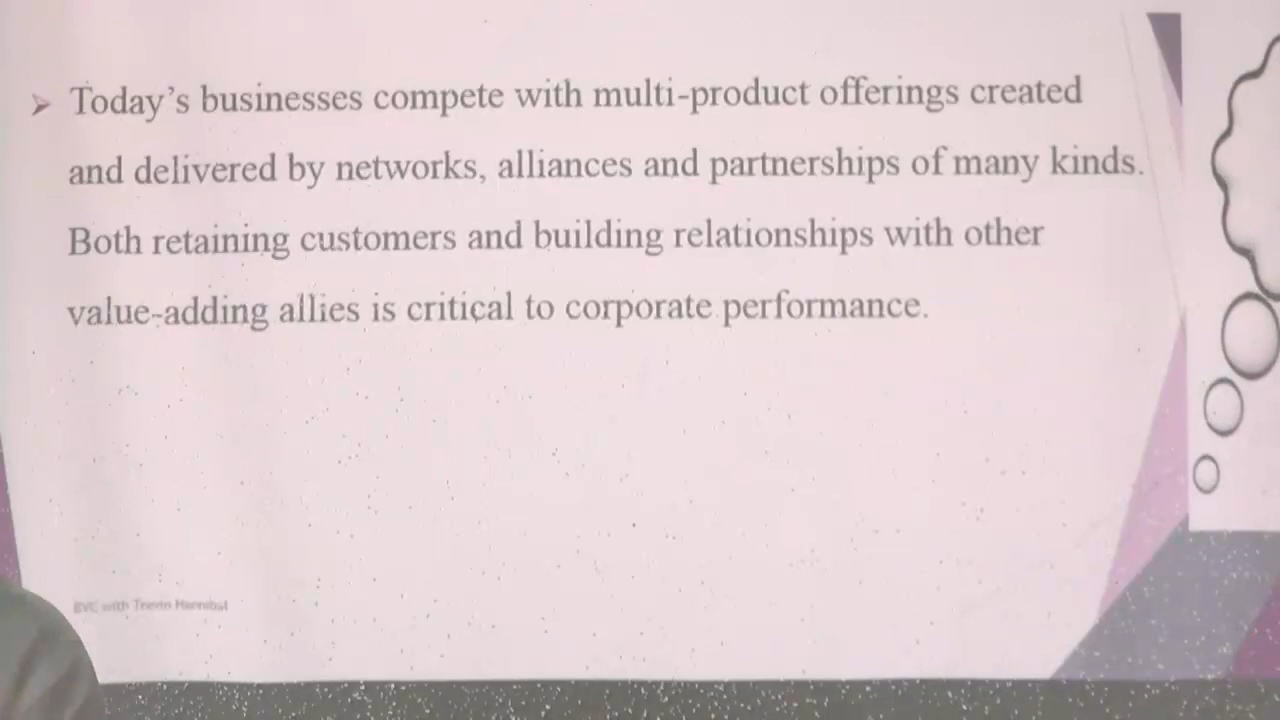 ➢ Today's businesses compete with multi-product offerings created
and delivered by networks, alliances and partnerships of many kinds.
Both retaining customers and building relationships with other
value-adding allies is critical to corporate performance.
with